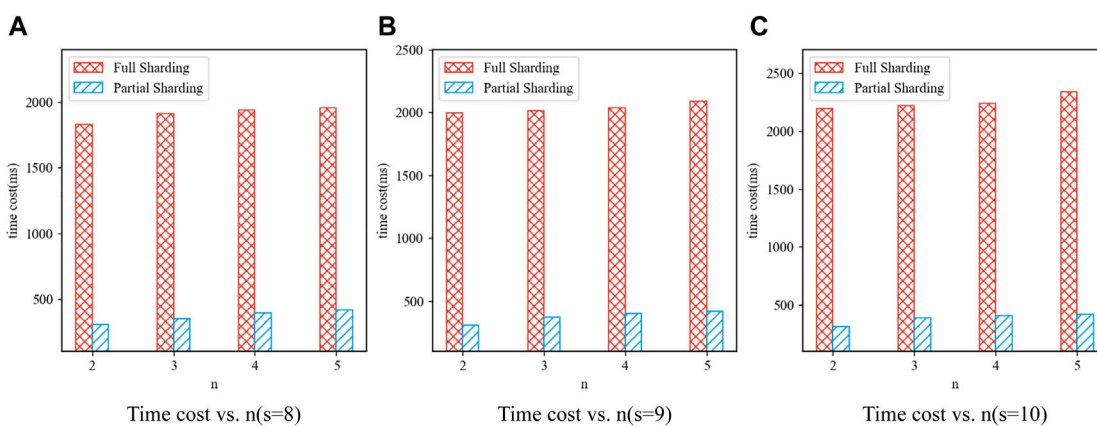 A
Full Sharding
Partial Sharding
2000
1500
1000
500
time cost(ms)
2 3 4 5
n
Time cost vs. n(s=8)
B
Full Sharding
Partial Sharding
2500
2000
1500
1000
500
time cost(ms)
2 3 4 5
n
Time cost vs. n(s=9)
C
Full Sharding
Partial Sharding
2500
2000
1500
1000
500
time cost(ms)
2 3 4 5
n
Time cost vs. n(s=10)